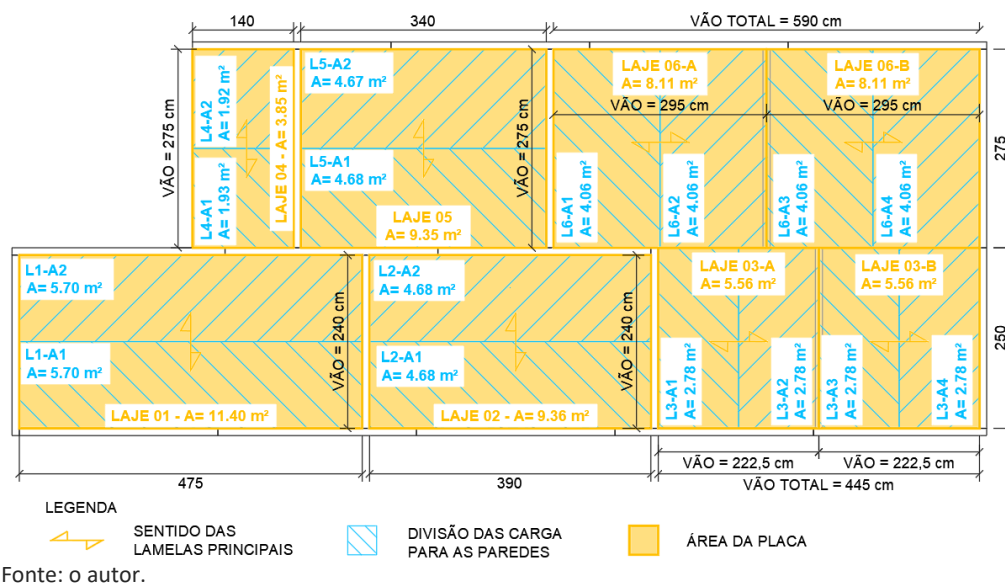 140
340
VÃO TOTAL = 590 cm
VÃO = 275 cm
L4-A2
A= 1.92 m²
L4-A1
A= 1.93 m²
LAJE 04 - A= 3.85 m²
L5-A2
A= 4.67 m²
L5-A1
A= 4.68 m²
LAJE 05
A= 9.35 m²
VÃO = 275 cm
LAJE 06-A
A= 8.11 m²
LAJE 06-B
A= 8.11 m²
VÃO = 295 cm
VÃO = 295 cm
L6-A1
A= 4.06 m²
L6-A2
A= 4.06 m²
L6-A3
A= 4.06 m²
L6-A4
A= 4.06 m²
275
L1-A2
A= 5.70 m²
L1-A1
A= 5.70 m²
LAJE 01 - A= 11.40 m²
VÃO = 240 cm
L2-A2
A= 4.68 m²
L2-A1
A= 4.68 m²
LAJE 02 - A= 9.36 m²
VÃO = 240 cm
LAJE 03-A
A= 5.56 m²
LAJE 03-B
A= 5.56 m²
L3-A1
A= 2.78 m²
L3-A2
A= 2.78 m²
L3-A3
A= 2.78 m²
L3-A4
A= 2.78 m²
250
VÃO = 222,5 cm
VÃO = 222,5 cm
475
390
VÃO TOTAL = 445 cm
LEGENDA
SENTIDO DAS
LAMELAS PRINCIPAIS
DIVISÃO DAS CARGA
PARA AS PAREDES
ÁREA DA PLACA
Fonte: o autor.